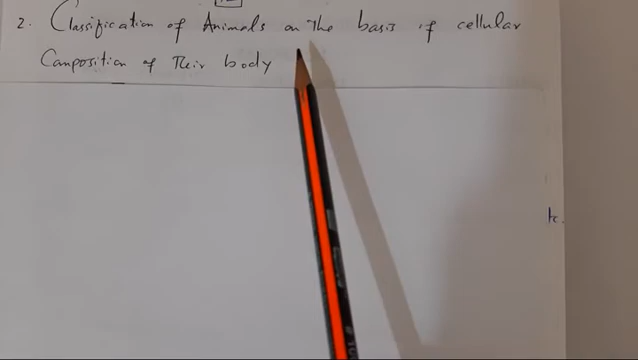 2. Classification of Animals on The basis of cellular
Composition of Their body